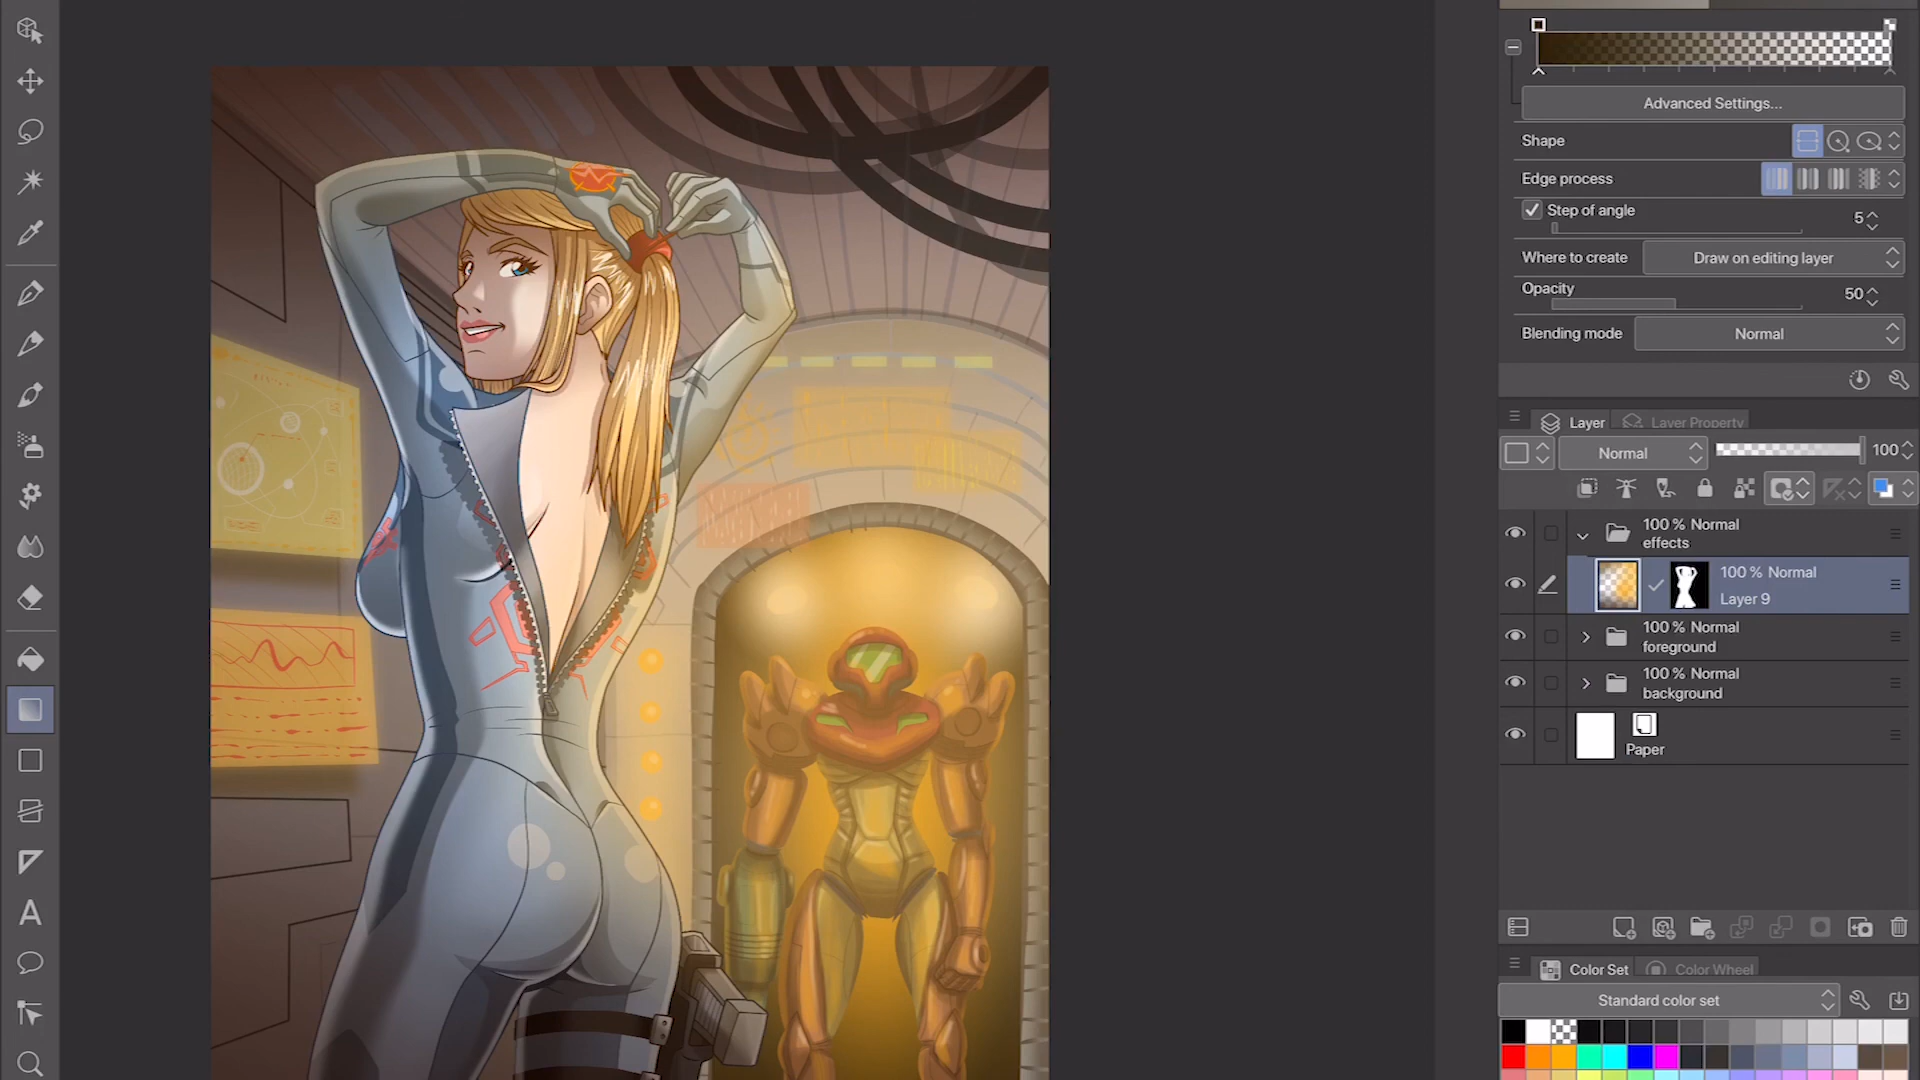 Advanced Settings...
Shape
Edge process
Step of angle
5
Where to create
Draw on editing layer
Opacity
50
Blending mode
Normal
Layer
Layer Property
Normal
100
100 % Normal
effects
100 % Normal
Layer 9
100 % Normal
foreground
100 % Normal
background
Paper
Color Set
Color Wheel
Standard color set